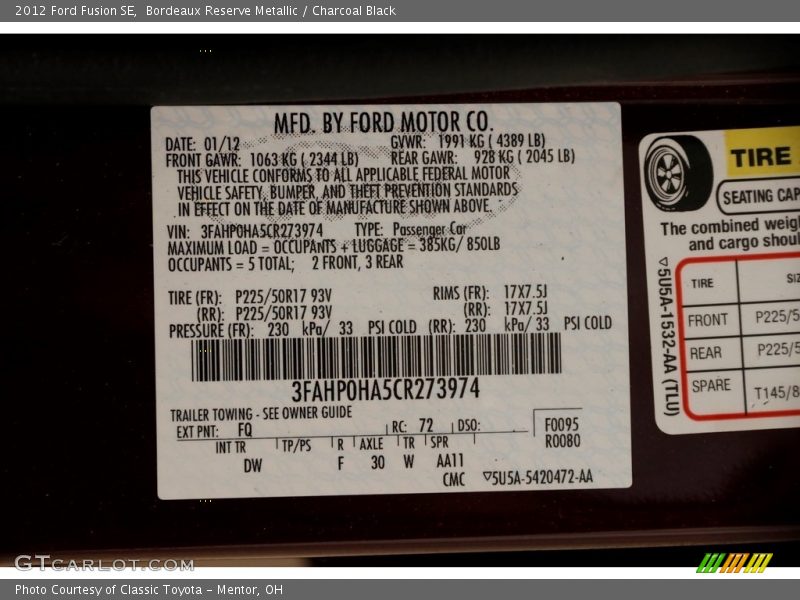 2012 Ford Fusion SE, Bordeaux Reserve Metallic / Charcoal Black
MFD. BY FORD MOTOR CO.
DATE: 01/12 GVWR: 1991 KG ( 4389 LB)
FRONT GAWR: 1063 KG ( 2344 LB) REAR GAWR: 928 KG ( 2045 LB)
THIS VEHICLE CONFORMS TO ALL APPLICABLE FEDERAL MOTOR
VEHICLE SAFETY, BUMPER, AND THEFT PREVENTION STANDARDS
IN EFFECT ON THE DATE OF MANUFACTURE SHOWN ABOVE.
VIN: 3FAHP0HA5CR273974 TYPE: Passenger Car
MAXIMUM LOAD = OCCUPANTS + LUGGAGE = 385KG/ 850LB
OCCUPANTS = 5 TOTAL; 2 FRONT, 3 REAR
TIRE (FR): P225/50R17 93V RIMS (FR): 17X7.5J
(RR): P225/50R17 93V (RR): 17X7.5J
PRESSURE (FR): 230 kPa/ 33 PSI COLD (RR): 230 kPa/ 33 PSI COLD
3FAHP0HA5CR273974
TRAILER TOWING - SEE OWNER GUIDE
EXT PNT: FQ RC: 72 DSO: F0095
R0080
INT TR TP/PS R AXLE TR SPR
DW F 30 W AA11
CMC ▽5U5A-5420472-AA
TIRE
SEATING CAP
The combined weig
and cargo shou
▽5U5A-1532-AA (TLU)
TIRE SIZ
FRONT P225/5
REAR P225/5
SPARE T145/8
GTCARLOT.COM
Photo Courtesy of Classic Toyota - Mentor, OH